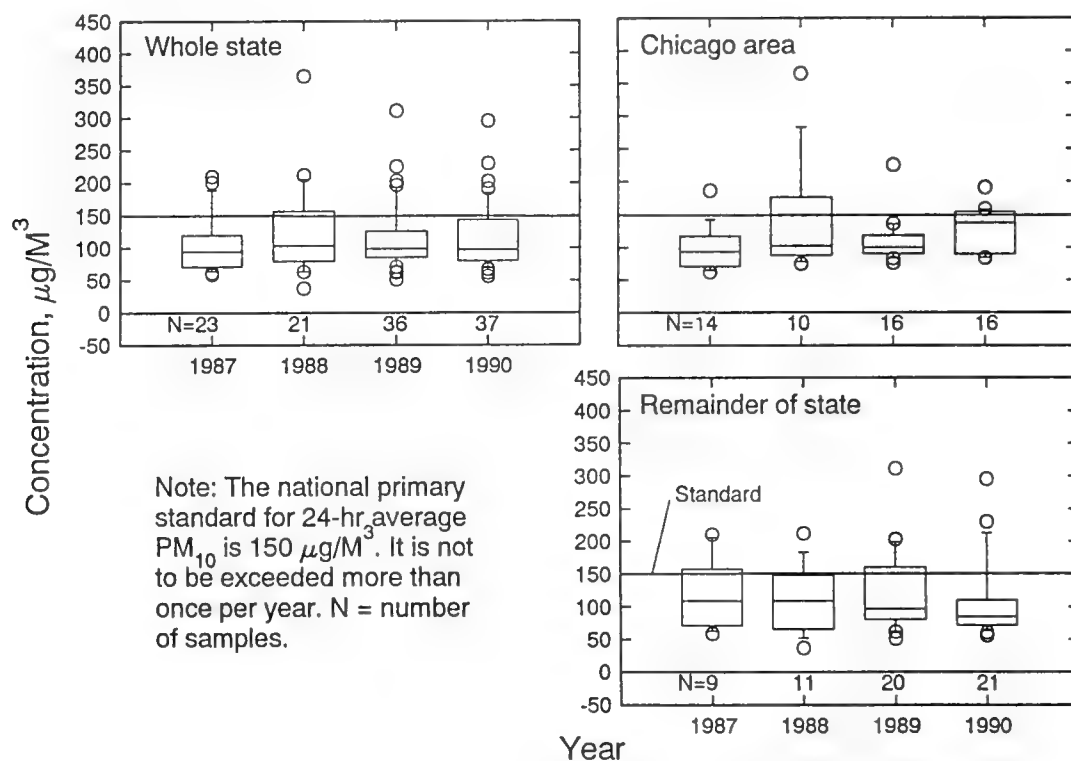 Concentration, μg/M³
Whole state
450
400
350
300
250
200
150
100
50
0
-50
N=23 21 36 37
1987 1988 1989 1990
Chicago area
N=14 10 16 16
Remainder of state
450
400
350
300
250
200
150
100
50
0
-50
Standard
N=9 11 20 21
1987 1988 1989 1990
Year
Note: The national primary
standard for 24-hr average
PM₁₀ is 150 μg/M³. It is not
to be exceeded more than
once per year. N = number
of samples.